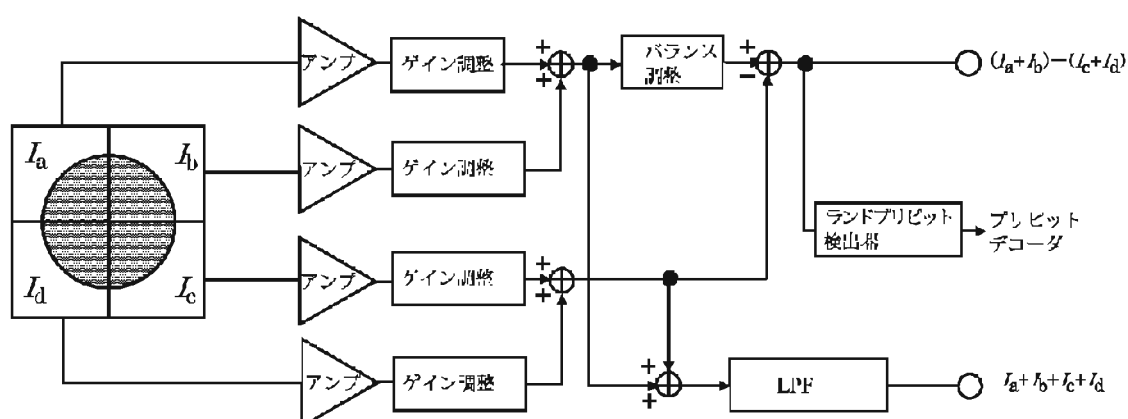 アンプ
ゲイン調整
+
+
バランス
調整
+
−
(Ia+Ib)−(Ic+Id)
Ia
Ib
アンプ
ゲイン調整
ランドプリピット
検出器
プリピット
デコーダ
Id
Ic
アンプ
ゲイン調整
+
+
アンプ
ゲイン調整
+
+
LPF
Ia+Ib+Ic+Id